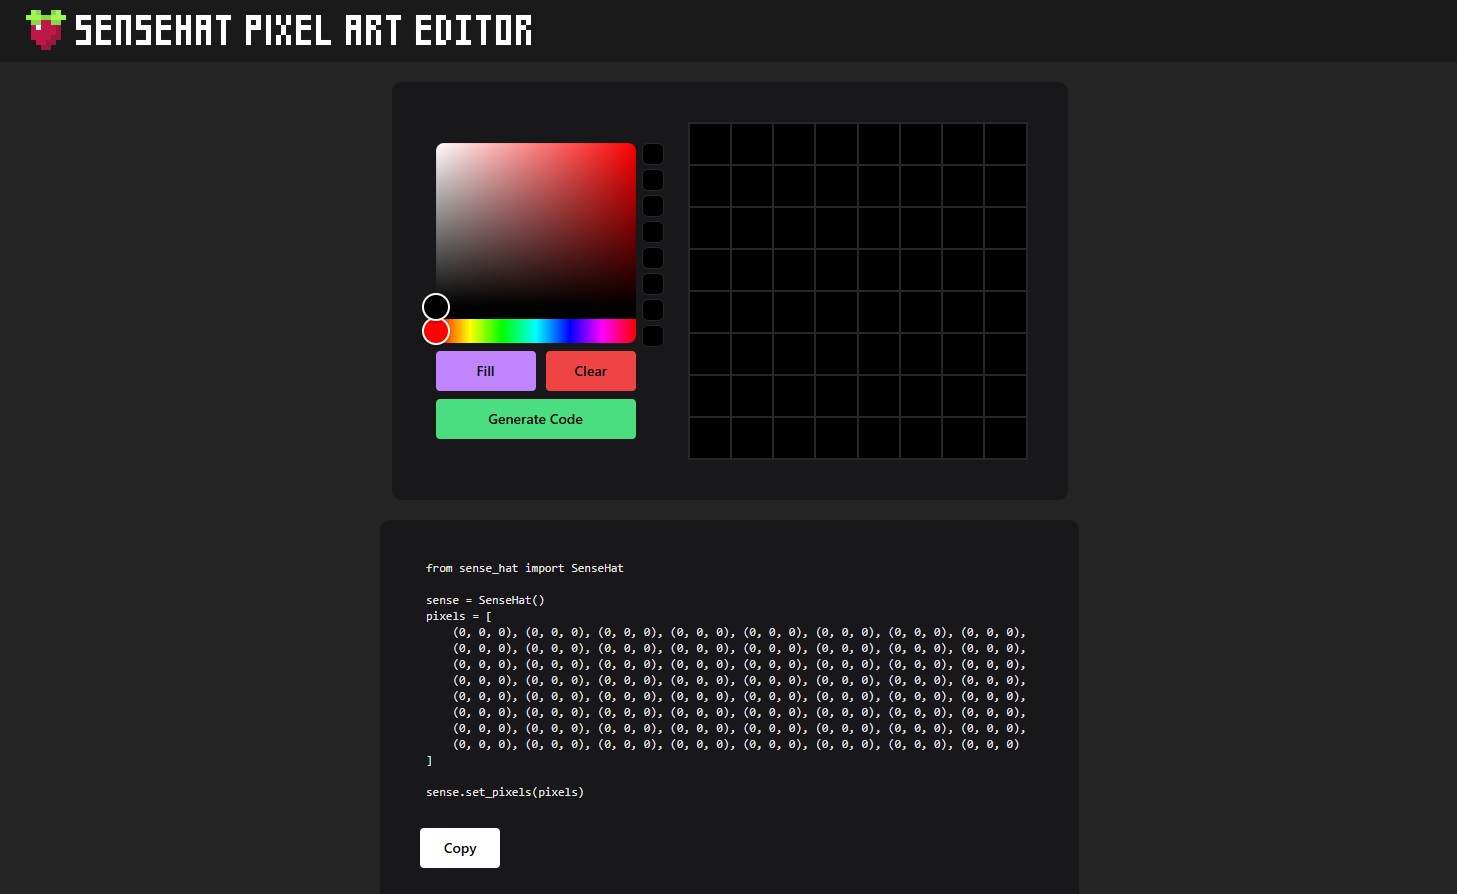 SENSEHAT PIXEL ART EDITOR
Fill
Clear
Generate Code
from sense_hat import SenseHat
sense = SenseHat()
pixels = [
(0, 0, 0), (0, 0, 0), (0, 0, 0), (0, 0, 0), (0, 0, 0), (0, 0, 0), (0, 0, 0), (0, 0, 0),
(0, 0, 0), (0, 0, 0), (0, 0, 0), (0, 0, 0), (0, 0, 0), (0, 0, 0), (0, 0, 0), (0, 0, 0),
(0, 0, 0), (0, 0, 0), (0, 0, 0), (0, 0, 0), (0, 0, 0), (0, 0, 0), (0, 0, 0), (0, 0, 0),
(0, 0, 0), (0, 0, 0), (0, 0, 0), (0, 0, 0), (0, 0, 0), (0, 0, 0), (0, 0, 0), (0, 0, 0),
(0, 0, 0), (0, 0, 0), (0, 0, 0), (0, 0, 0), (0, 0, 0), (0, 0, 0), (0, 0, 0), (0, 0, 0),
(0, 0, 0), (0, 0, 0), (0, 0, 0), (0, 0, 0), (0, 0, 0), (0, 0, 0), (0, 0, 0), (0, 0, 0),
(0, 0, 0), (0, 0, 0), (0, 0, 0), (0, 0, 0), (0, 0, 0), (0, 0, 0), (0, 0, 0), (0, 0, 0),
(0, 0, 0), (0, 0, 0), (0, 0, 0), (0, 0, 0), (0, 0, 0), (0, 0, 0), (0, 0, 0), (0, 0, 0)
]
sense.set_pixels(pixels)
Copy